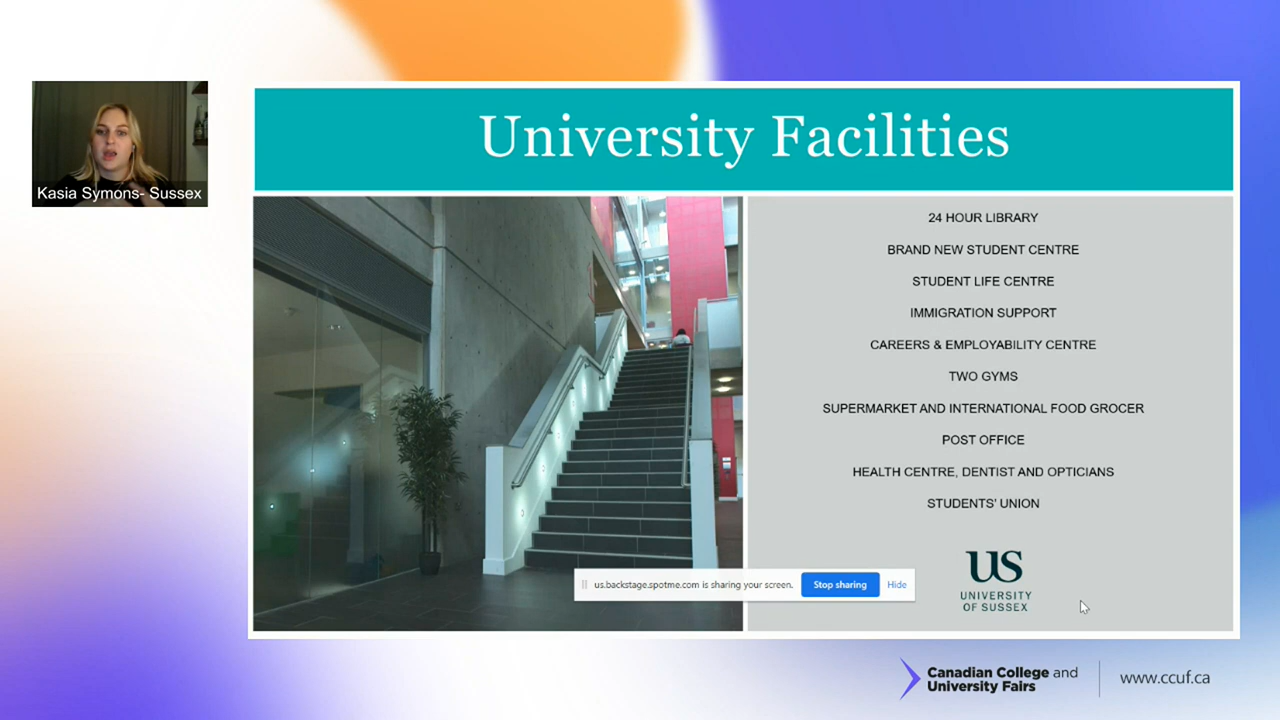 University Facilities
Kasia Symons- Sussex
24 HOUR LIBRARY
BRAND NEW STUDENT CENTRE
STUDENT LIFE CENTRE
IMMIGRATION SUPPORT
CAREERS & EMPLOYABILITY CENTRE
TWO GYMS
SUPERMARKET AND INTERNATIONAL FOOD GROCER
POST OFFICE
HEALTH CENTRE, DENTIST AND OPTICIANS
STUDENTS' UNION
US
UNIVERSITY
OF SUSSEX
us.backstage.spotme.com is sharing your screen. Stop sharing Hide
Canadian College and
University Fairs
www.ccuf.ca